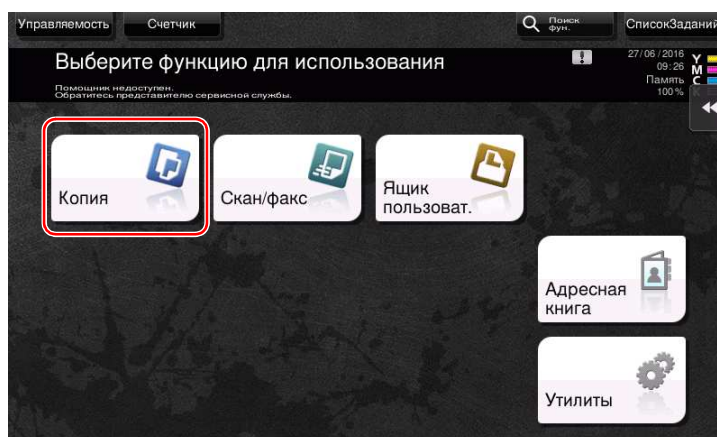 Управляемость
Счетчик
Поиск
фун.
СписокЗаданий
Выберите функцию для использования
Помощник недоступен.
Обратитесь представителю сервисной службы.
27/06/2016
09:26
Память
100%
Y
M
C
K
Копия
Скан/факс
Ящик
пользоват.
Адресная
книга
Утилиты